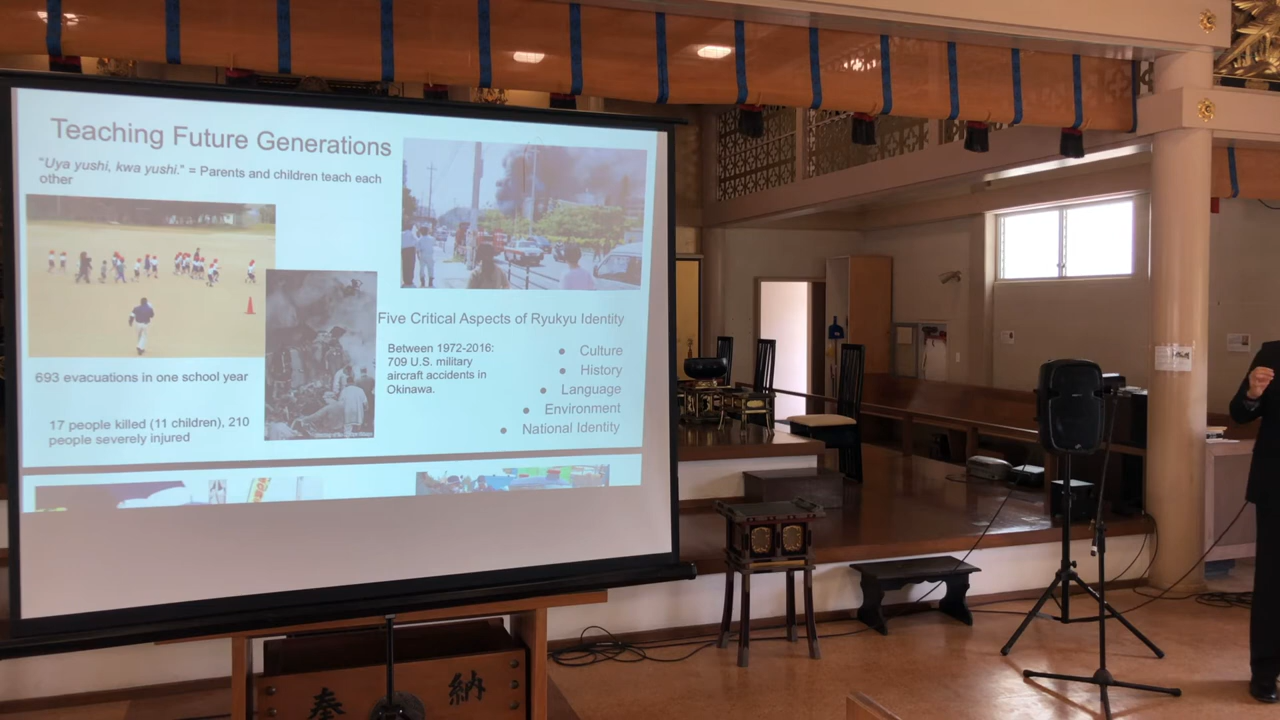 Teaching Future Generations
"Uya yushi, kwa yushi." = Parents and children teach each
other
693 evacuations in one school year
17 people killed (11 children), 210
people severely injured
Five Critical Aspects of Ryukyu Identity
Between 1972-2016:
709 U.S. military
aircraft accidents in
Okinawa.
● Culture
● History
● Language
● Environment
● National Identity
奉 納